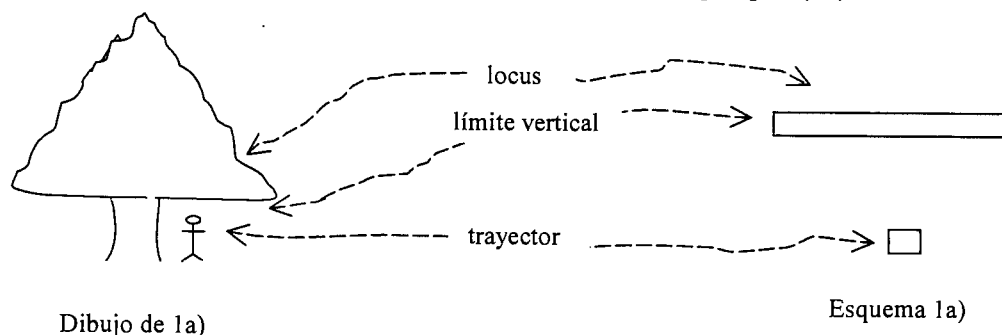 locus
límite vertical
trayector
Dibujo de 1a)
Esquema 1a)